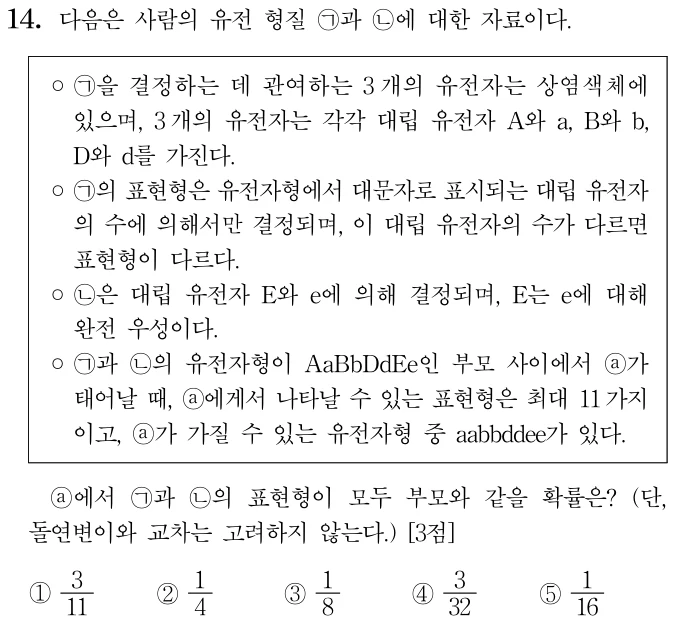 14. 다음은 사람의 유전 형질 ㉠과 ㉡에 대한 자료이다.
○ ㉠을 결정하는 데 관여하는 3개의 유전자는 상염색체에
있으며, 3개의 유전자는 각각 대립 유전자 A와 a, B와 b,
D와 d를 가진다.
○ ㉠의 표현형은 유전자형에서 대문자로 표시되는 대립 유전자
의 수에 의해서만 결정되며, 이 대립 유전자의 수가 다르면
표현형이 다르다.
○ ㉡은 대립 유전자 E와 e에 의해 결정되며, E는 e에 대해
완전 우성이다.
○ ㉠과 ㉡의 유전자형이 AaBbDdEe인 부모 사이에서 ⓐ가
태어날 때, ⓐ에게서 나타날 수 있는 표현형은 최대 11가지
이고, ⓐ가 가질 수 있는 유전자형 중 aabbddee가 있다.
ⓐ에서 ㉠과 ㉡의 표현형이 모두 부모와 같을 확률은? (단,
돌연변이와 교차는 고려하지 않는다.) [3점]
① 3/11 ② 1/4 ③ 1/8 ④ 3/32 ⑤ 1/16